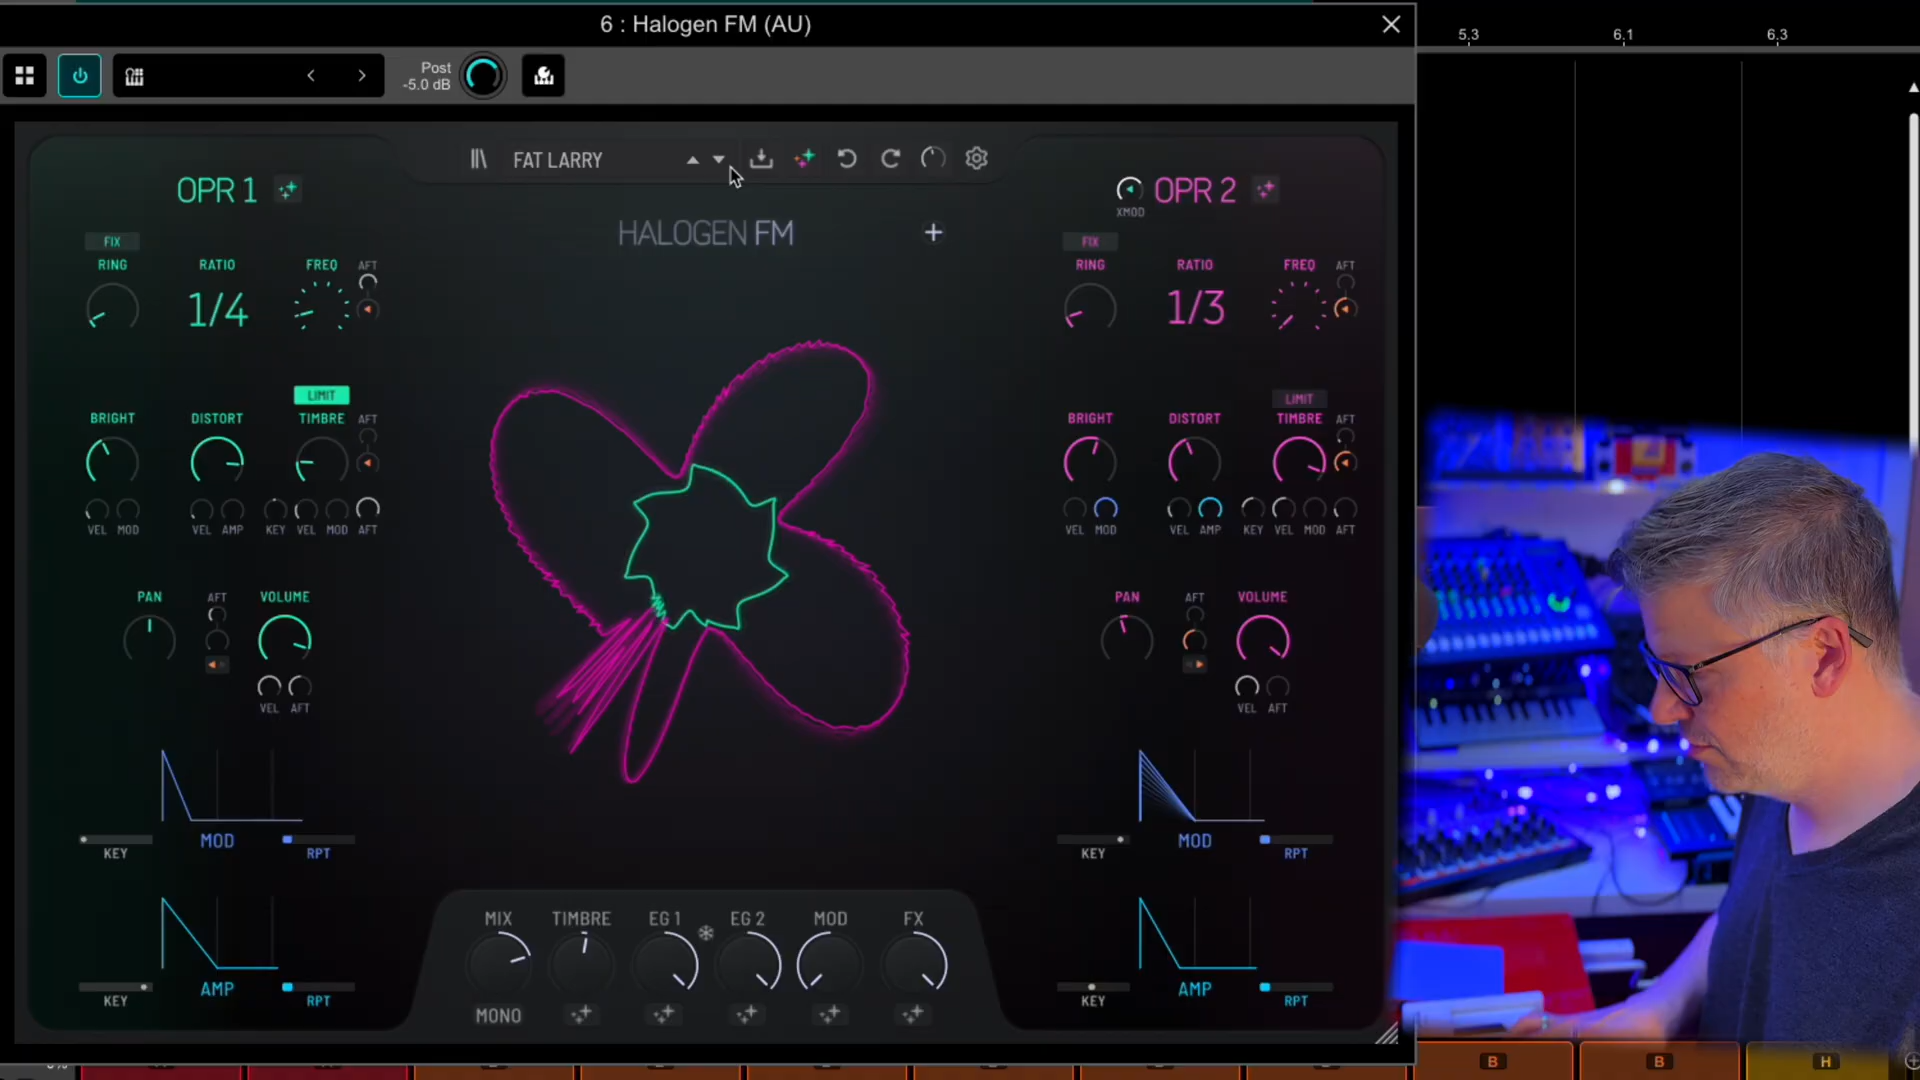 6 : Halogen FM (AU)
5.3
6.1
6.3
Post
-5.0 dB
FAT LARRY
OPR 1
OPR 2
XMOD
HALOGEN FM
FIX
RING
RATIO
FREQ
AFT
1/4
LIMIT
BRIGHT
DISTORT
TIMBRE
AFT
VEL
MOD
VEL
AMP
KEY
VEL
MOD
AFT
PAN
AFT
VOLUME
VEL
AFT
KEY
MOD
RPT
KEY
AMP
RPT
FIX
RING
RATIO
FREQ
AFT
1/3
LIMIT
BRIGHT
DISTORT
TIMBRE
AFT
VEL
MOD
VEL
AMP
KEY
VEL
MOD
AFT
PAN
AFT
VOLUME
VEL
AFT
KEY
MOD
RPT
KEY
AMP
RPT
MIX
TIMBRE
EG 1
EG 2
MOD
FX
MONO
B
B
H